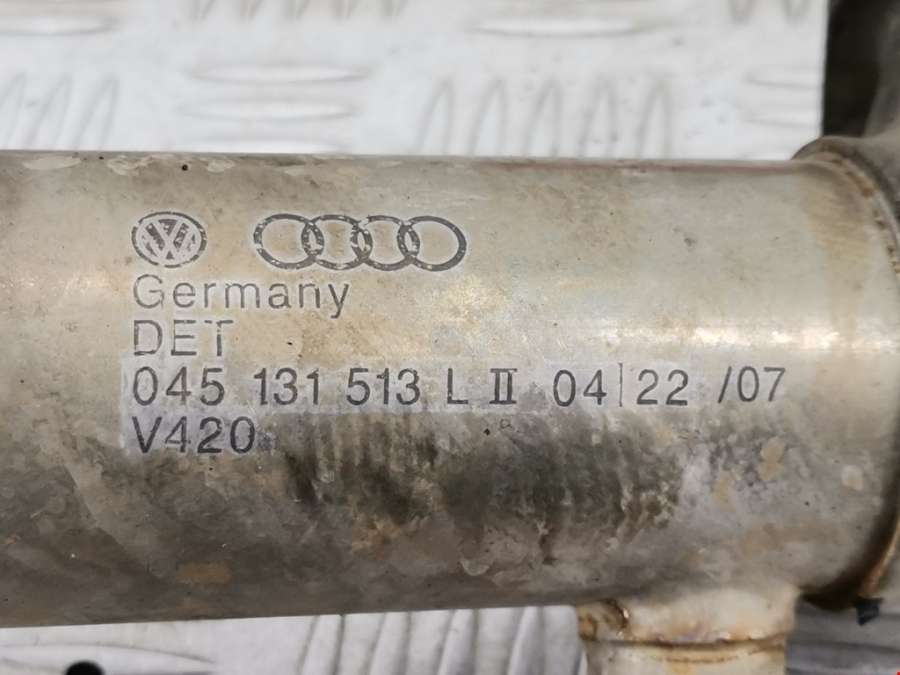 Germany
DET
045 131 513 L II 04|22 /07
V420